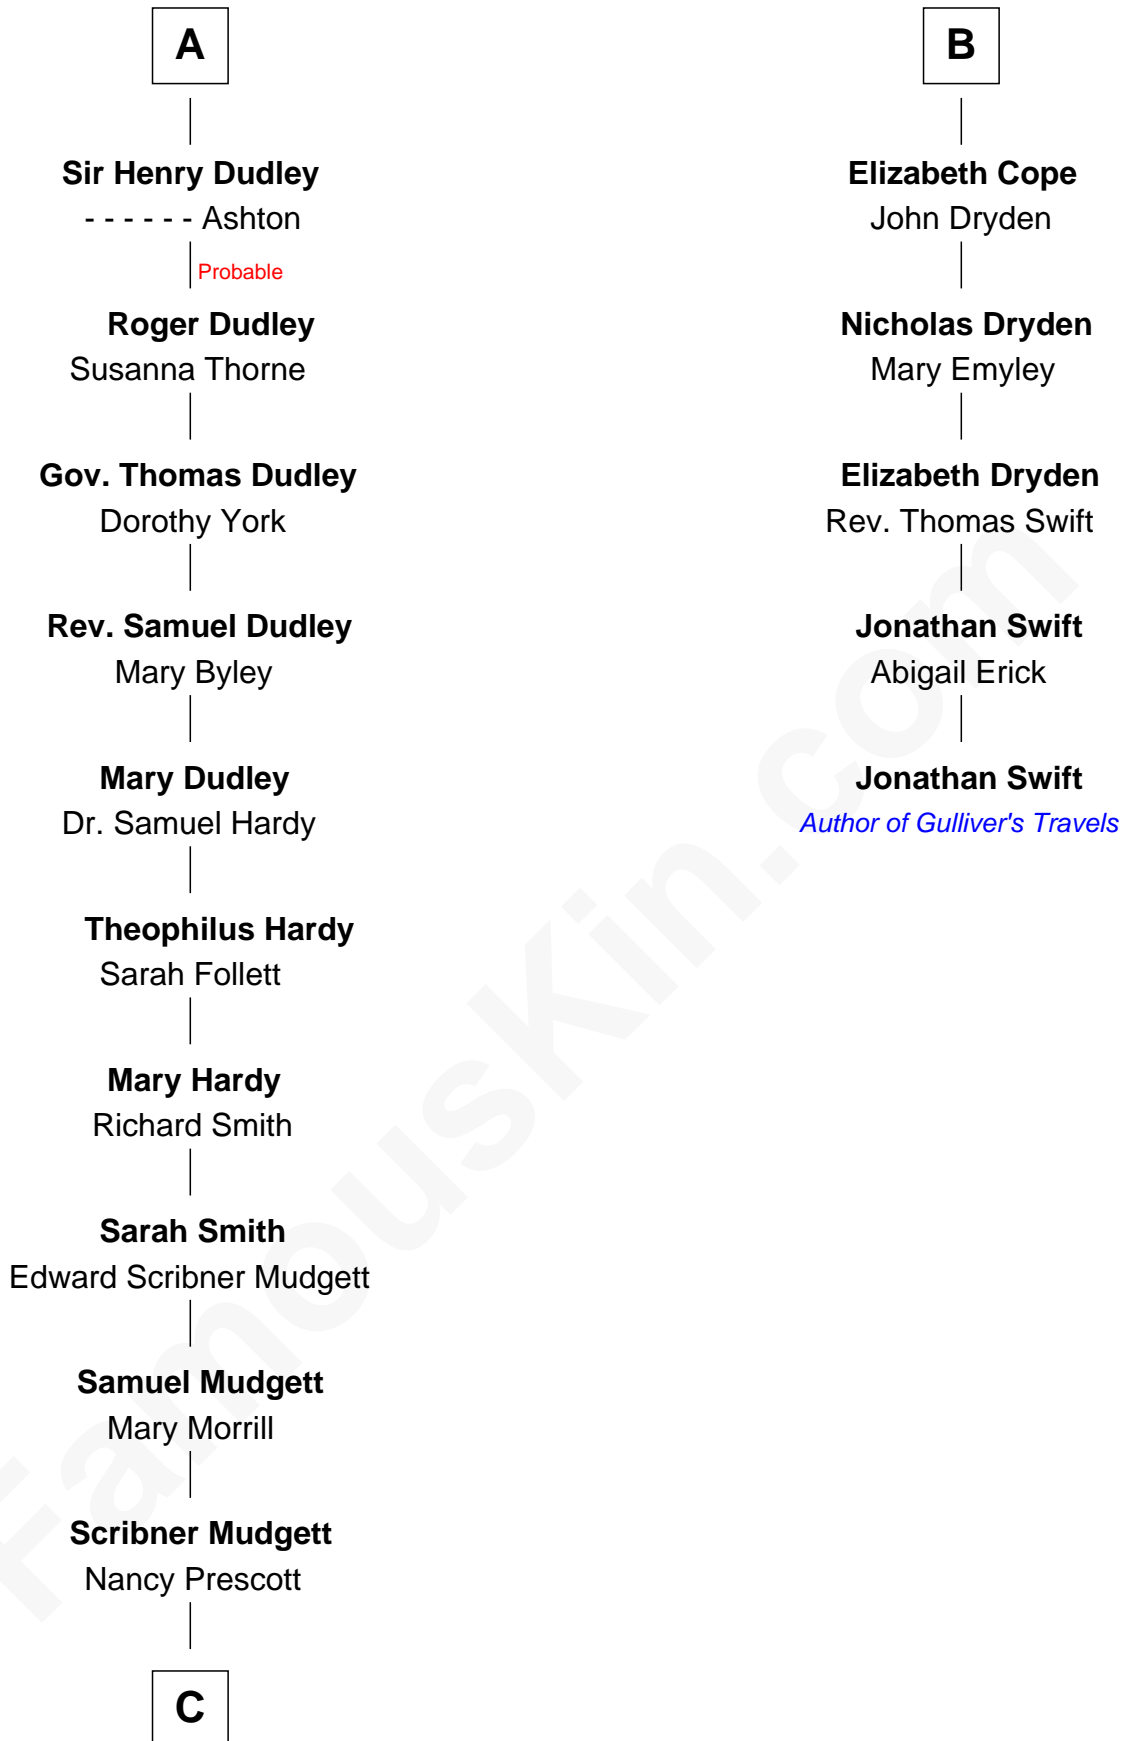 A
Sir Henry Dudley
- - - - - - Ashton
Probable
Roger Dudley
Susanna Thorne
Gov. Thomas Dudley
Dorothy York
Rev. Samuel Dudley
Mary Byley
Mary Dudley
Dr. Samuel Hardy
Theophilus Hardy
Sarah Follett
Mary Hardy
Richard Smith
Sarah Smith
Edward Scribner Mudgett
Samuel Mudgett
Mary Morrill
Scribner Mudgett
Nancy Prescott
C
B
Elizabeth Cope
John Dryden
Nicholas Dryden
Mary Emyley
Elizabeth Dryden
Rev. Thomas Swift
Jonathan Swift
Abigail Erick
Jonathan Swift
Author of Gulliver's Travels
FamousKin.com